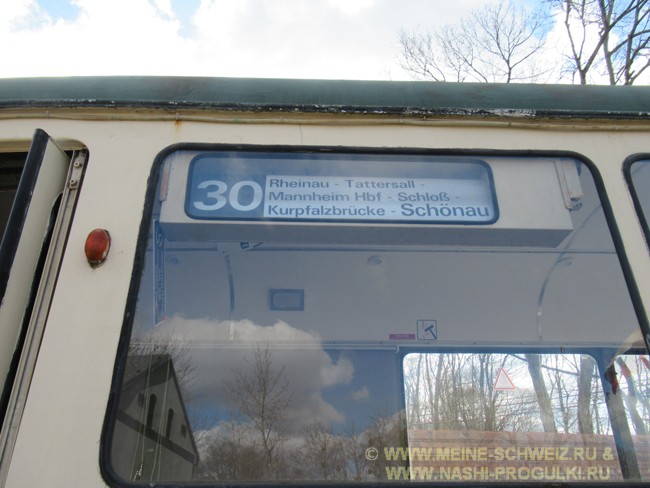 30
Rheinau - Tattersall -
Mannheim Hbf - Schloß -
Kurpfalzbrücke - Schönau
©WWW.MEINE-SCHWEIZ.RU &
WWW.NASHI-PROGULKI.RU